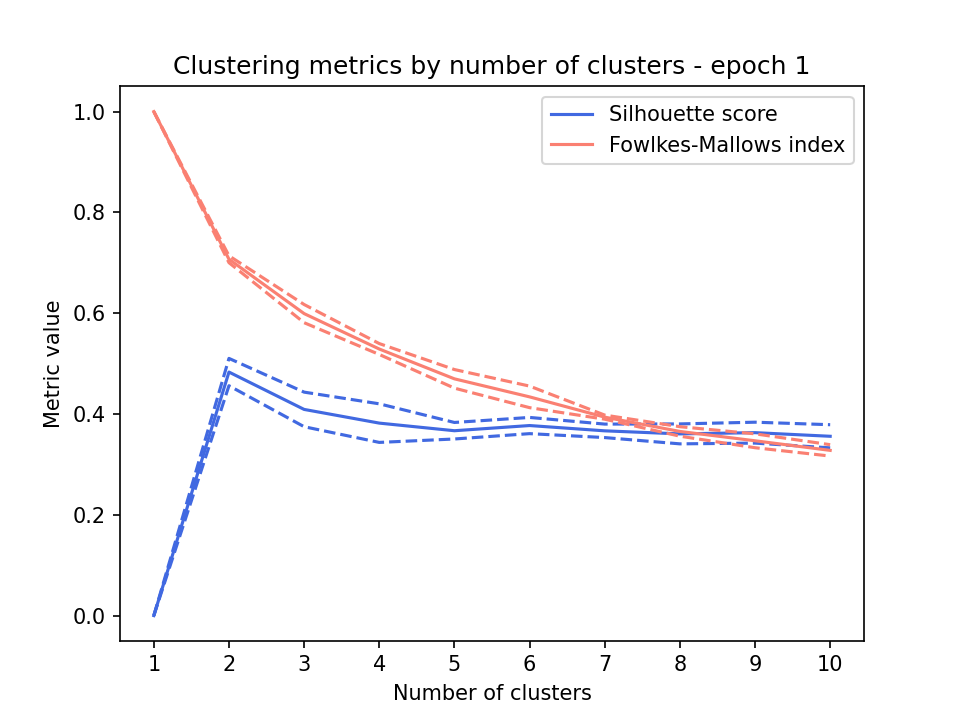 Clustering metrics by number of clusters - epoch 1
Silhouette score
Fowlkes-Mallows index
Metric value
1.0
0.8
0.6
0.4
0.2
0.0
1 2 3 4 5 6 7 8 9 10
Number of clusters